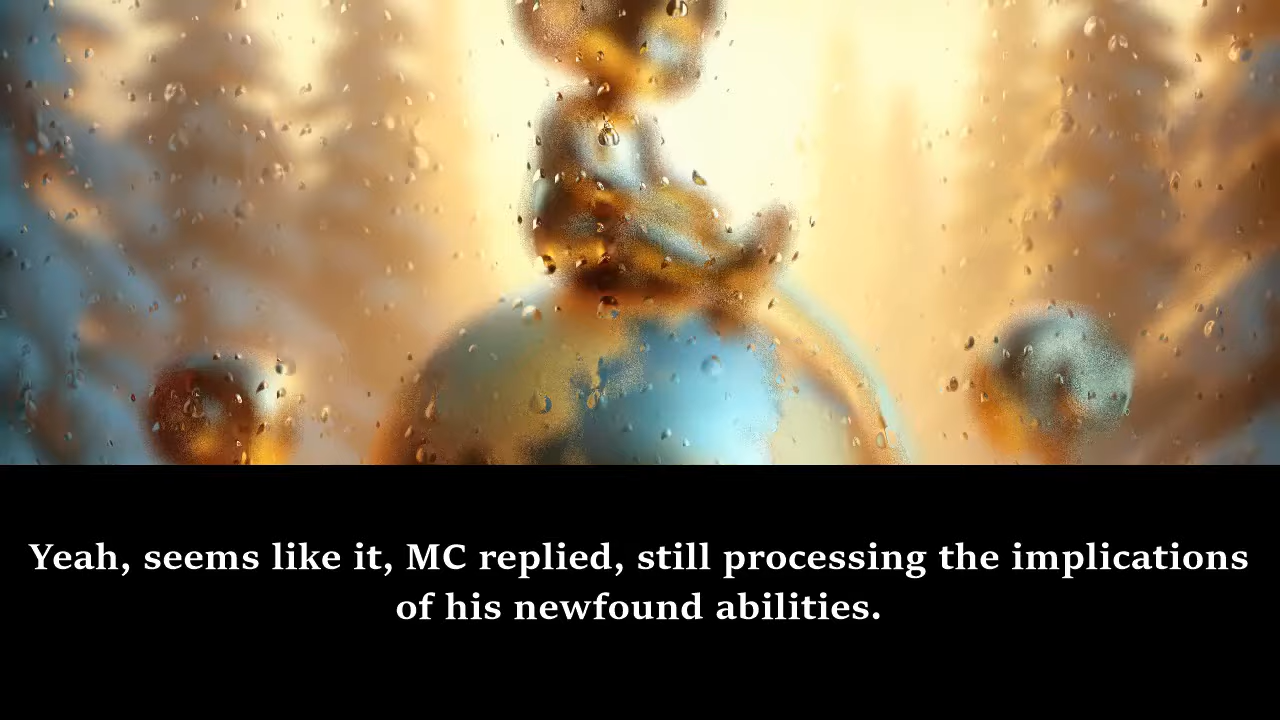 Yeah, seems like it, MC replied, still processing the implications
of his newfound abilities.